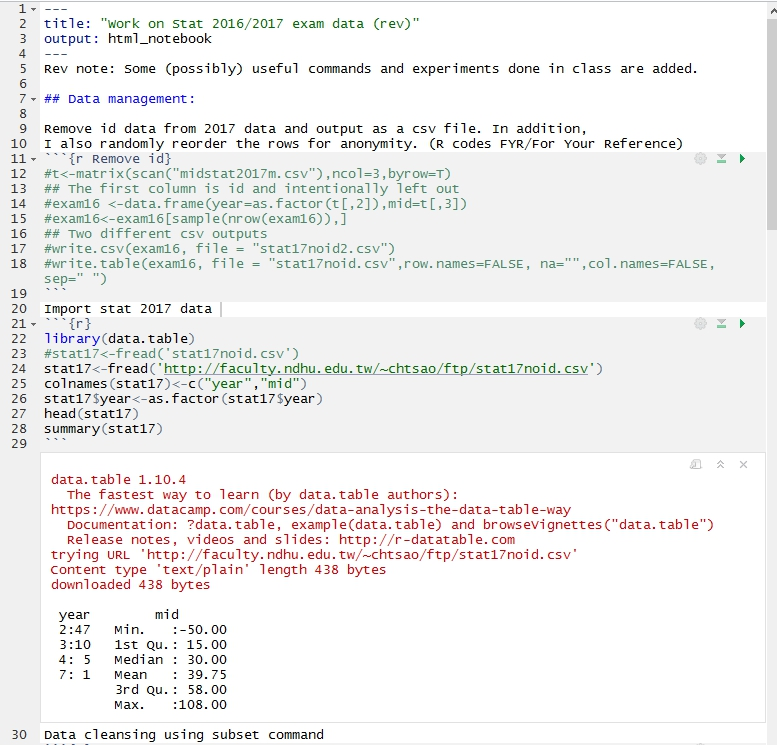 1 ---
2 title: "Work on Stat 2016/2017 exam data (rev)"
3 output: html_notebook
4 ---
5 Rev note: Some (possibly) useful commands and experiments done in class are added.
6
7 ## Data management:
8
9 Remove id data from 2017 data and output as a csv file. In addition,
10 I also randomly reorder the rows for anonymity. (R codes FYR/For Your Reference)
11 ```{r Remove id}
12 #t<-matrix(scan("midstat2017m.csv"),ncol=3,byrow=T)
13 ## The first column is id and intentionally left out
14 #exam16 <-data.frame(year=as.factor(t[,2]),mid=t[,3])
15 #exam16<-exam16[sample(nrow(exam16)),]
16 ## Two different csv outputs
17 #write.csv(exam16, file = "stat17noid2.csv")
18 #write.table(exam16, file = "stat17noid.csv",row.names=FALSE, na="",col.names=FALSE,
sep=" ")
19 ```
20 Import stat 2017 data
21 ```{r}
22 library(data.table)
23 #stat17<-fread('stat17noid.csv')
24 stat17<-fread('http://faculty.ndhu.edu.tw/~chtsao/ftp/stat17noid.csv')
25 colnames(stat17)<-c("year","mid")
26 stat17$year<-as.factor(stat17$year)
27 head(stat17)
28 summary(stat17)
29 ```
data.table 1.10.4
The fastest way to learn (by data.table authors):
https://www.datacamp.com/courses/data-analysis-the-data-table-way
Documentation: ?data.table, example(data.table) and browseVignettes("data.table")
Release notes, videos and slides: http://r-datatable.com
trying URL 'http://faculty.ndhu.edu.tw/~chtsao/ftp/stat17noid.csv'
Content type 'text/plain' length 438 bytes
downloaded 438 bytes
year mid
2:47 Min. :-50.00
3:10 1st Qu.: 15.00
4: 5 Median : 30.00
7: 1 Mean : 39.75
3rd Qu.: 58.00
Max. :108.00
30 Data cleansing using subset command